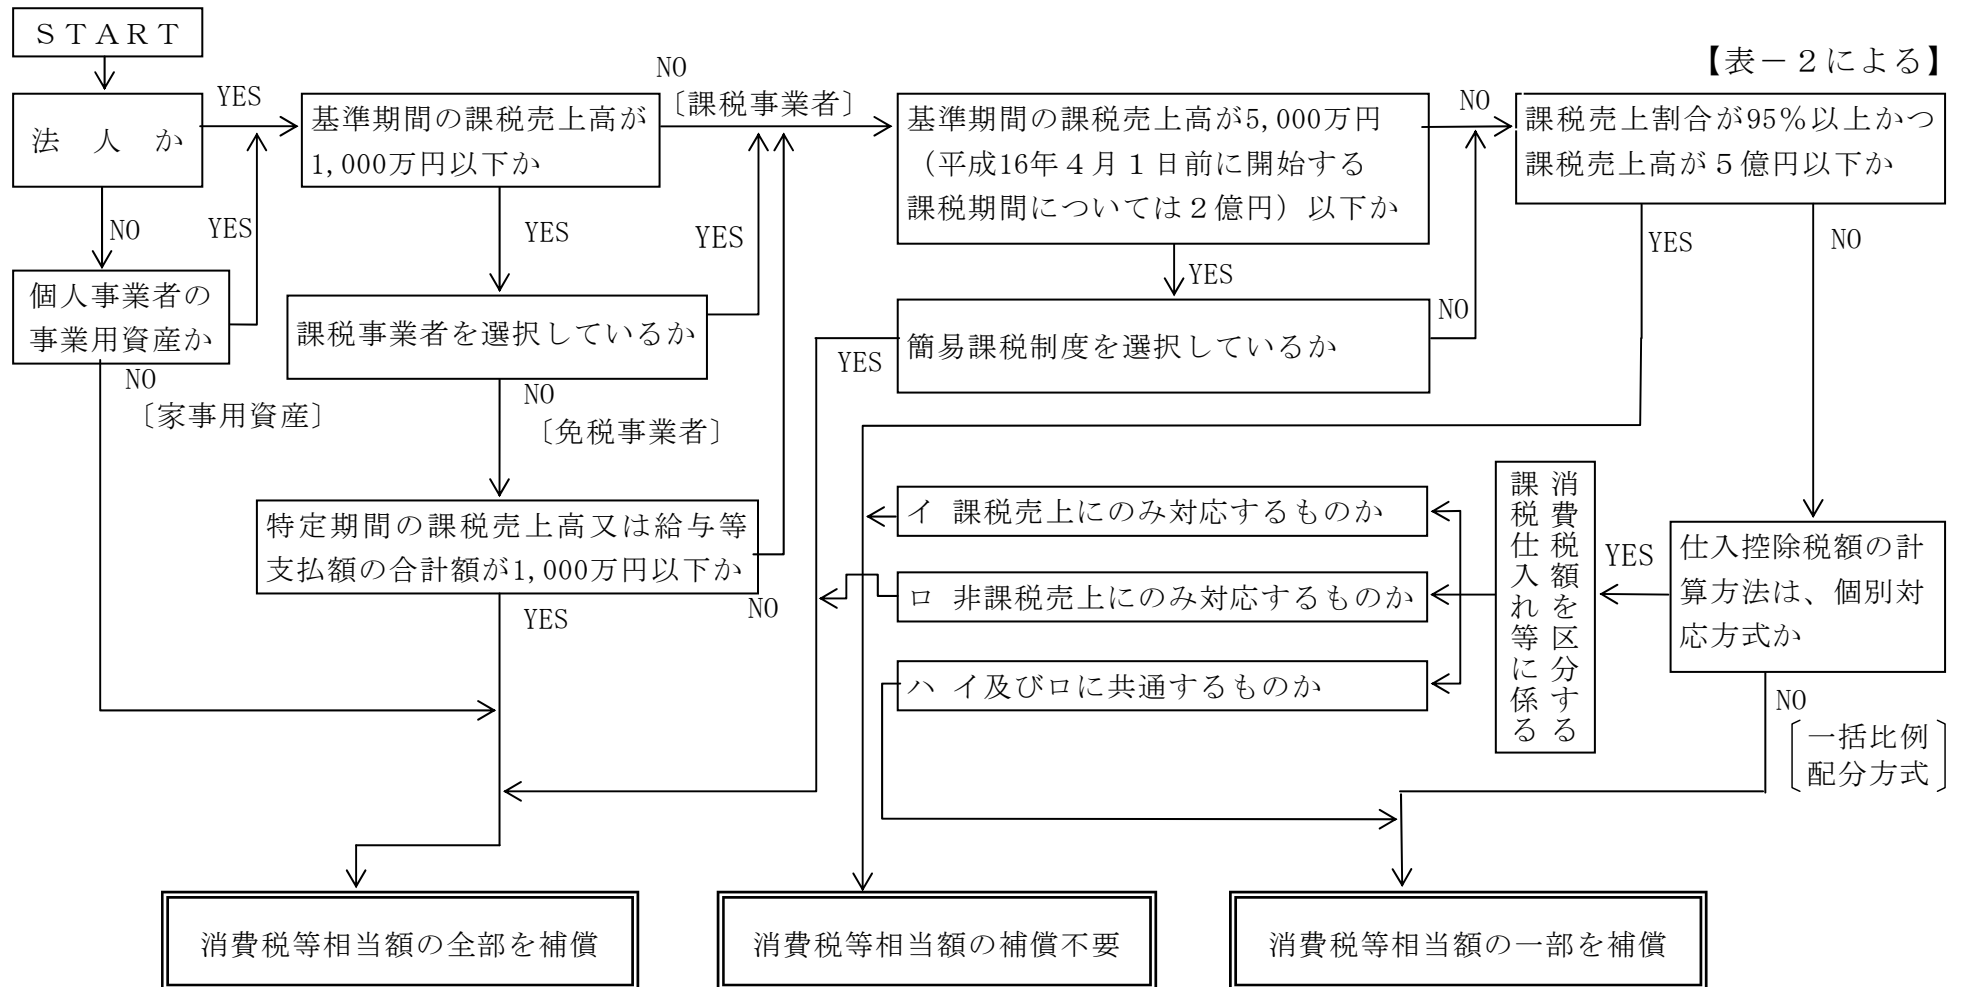 ＳＴＡＲＴ
【表－２による】
法　人　か
YES
NO
YES
基準期間の課税売上高が
1,000万円以下か
NO
〔課税事業者〕
YES
基準期間の課税売上高が5,000万円
（平成16年４月１日前に開始する
課税期間については２億円）以下か
NO
YES
課税売上割合が95％以上かつ
課税売上高が５億円以下か
YES
NO
個人事業者の
事業用資産か
NO
〔家事用資産〕
課税事業者を選択しているか
YES
NO
〔免税事業者〕
簡易課税制度を選択しているか
YES
NO
特定期間の課税売上高又は給与等
支払額の合計額が1,000万円以下か
NO
YES
イ 課税売上にのみ対応するものか
ロ 非課税売上にのみ対応するものか
ハ イ及びロに共通するものか
課税仕入れ等に係る
消費税額を区分する
YES
仕入控除税額の計
算方法は、個別対
応方式か
NO
〔一括比例
配分方式〕
消費税等相当額の全部を補償
消費税等相当額の補償不要
消費税等相当額の一部を補償